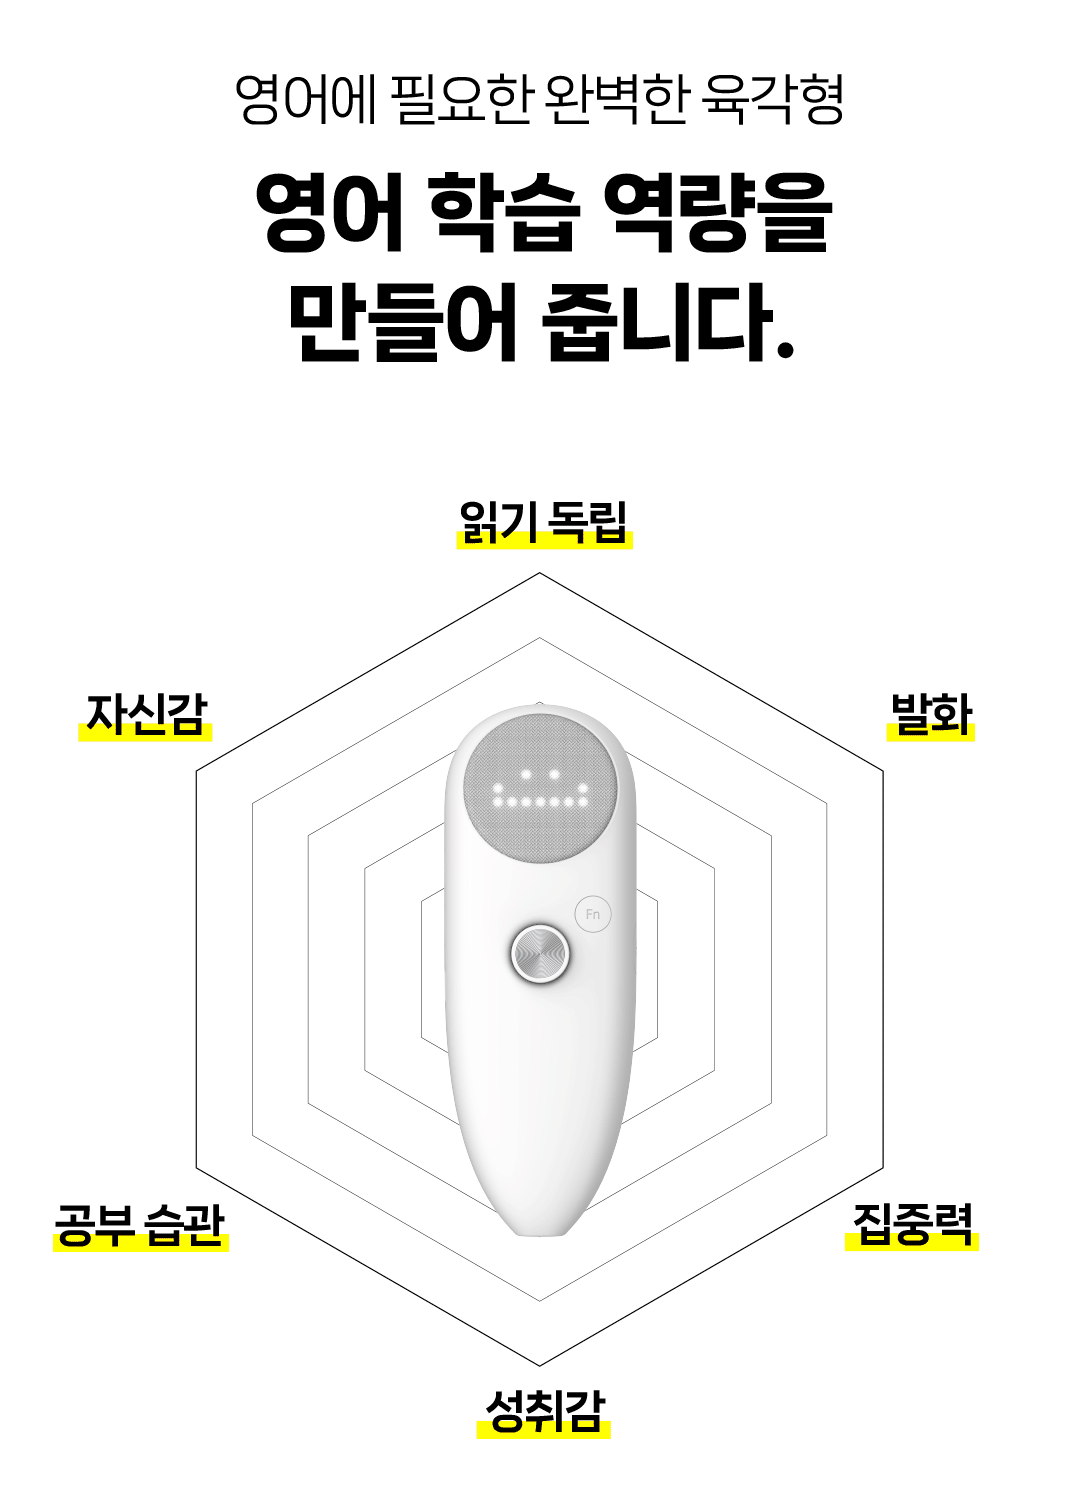 영어에 필요한 완벽한 육각형
영어 학습 역량을
만들어 줍니다.
읽기 독립
자신감
발화
Fn
공부 습관
집중력
성취감